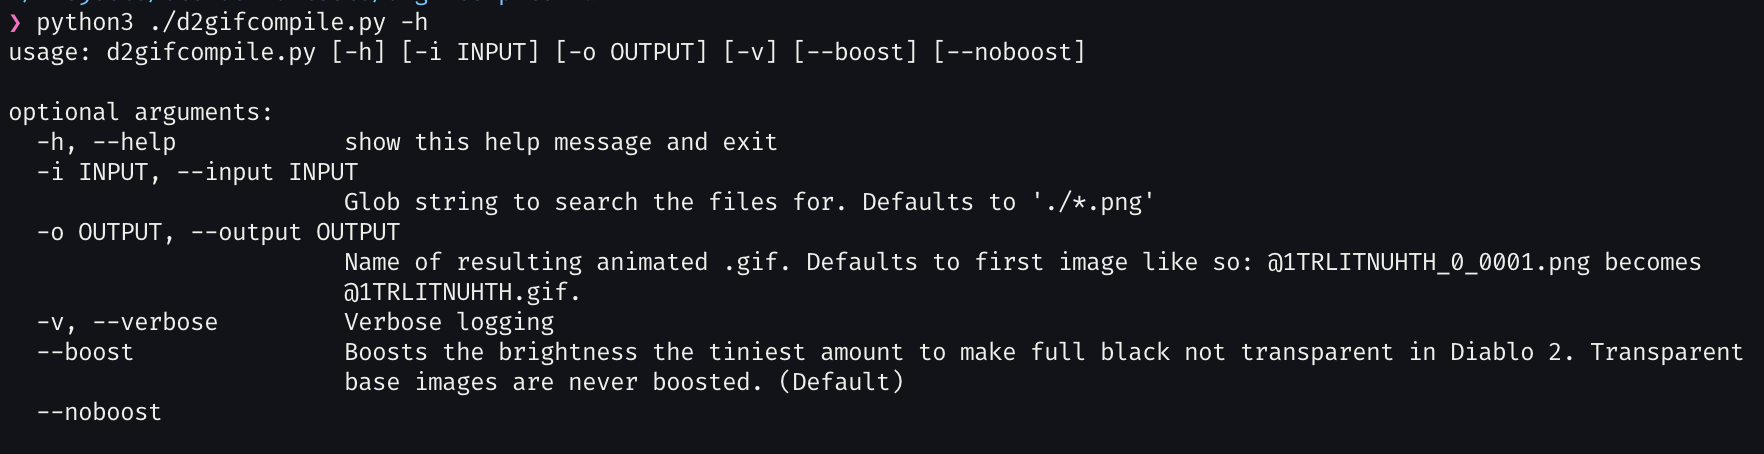 ❯ python3 ./d2gifcompile.py -h
usage: d2gifcompile.py [-h] [-i INPUT] [-o OUTPUT] [-v] [--boost] [--noboost]

optional arguments:
  -h, --help            show this help message and exit
  -i INPUT, --input INPUT
                        Glob string to search the files for. Defaults to './*.png'
  -o OUTPUT, --output OUTPUT
                        Name of resulting animated .gif. Defaults to first image like so: @1TRLITNUHTH_0_0001.png becomes
                        @1TRLITNUHTH.gif.
  -v, --verbose         Verbose logging
  --boost               Boosts the brightness the tiniest amount to make full black not transparent in Diablo 2. Transparent
                        base images are never boosted. (Default)
  --noboost